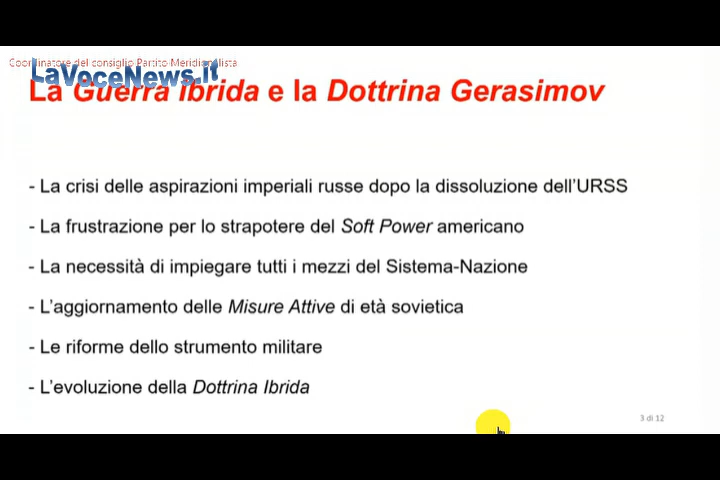 Coordinatore del consiglio Partito Meridionalista
LaVoceNews.it
La Guerra Ibrida e la Dottrina Gerasimov
- La crisi delle aspirazioni imperiali russe dopo la dissoluzione dell'URSS
- La frustrazione per lo strapotere del Soft Power americano
- La necessità di impiegare tutti i mezzi del Sistema-Nazione
- L'aggiornamento delle Misure Attive di età sovietica
- Le riforme dello strumento militare
- L'evoluzione della Dottrina Ibrida
3 di 12